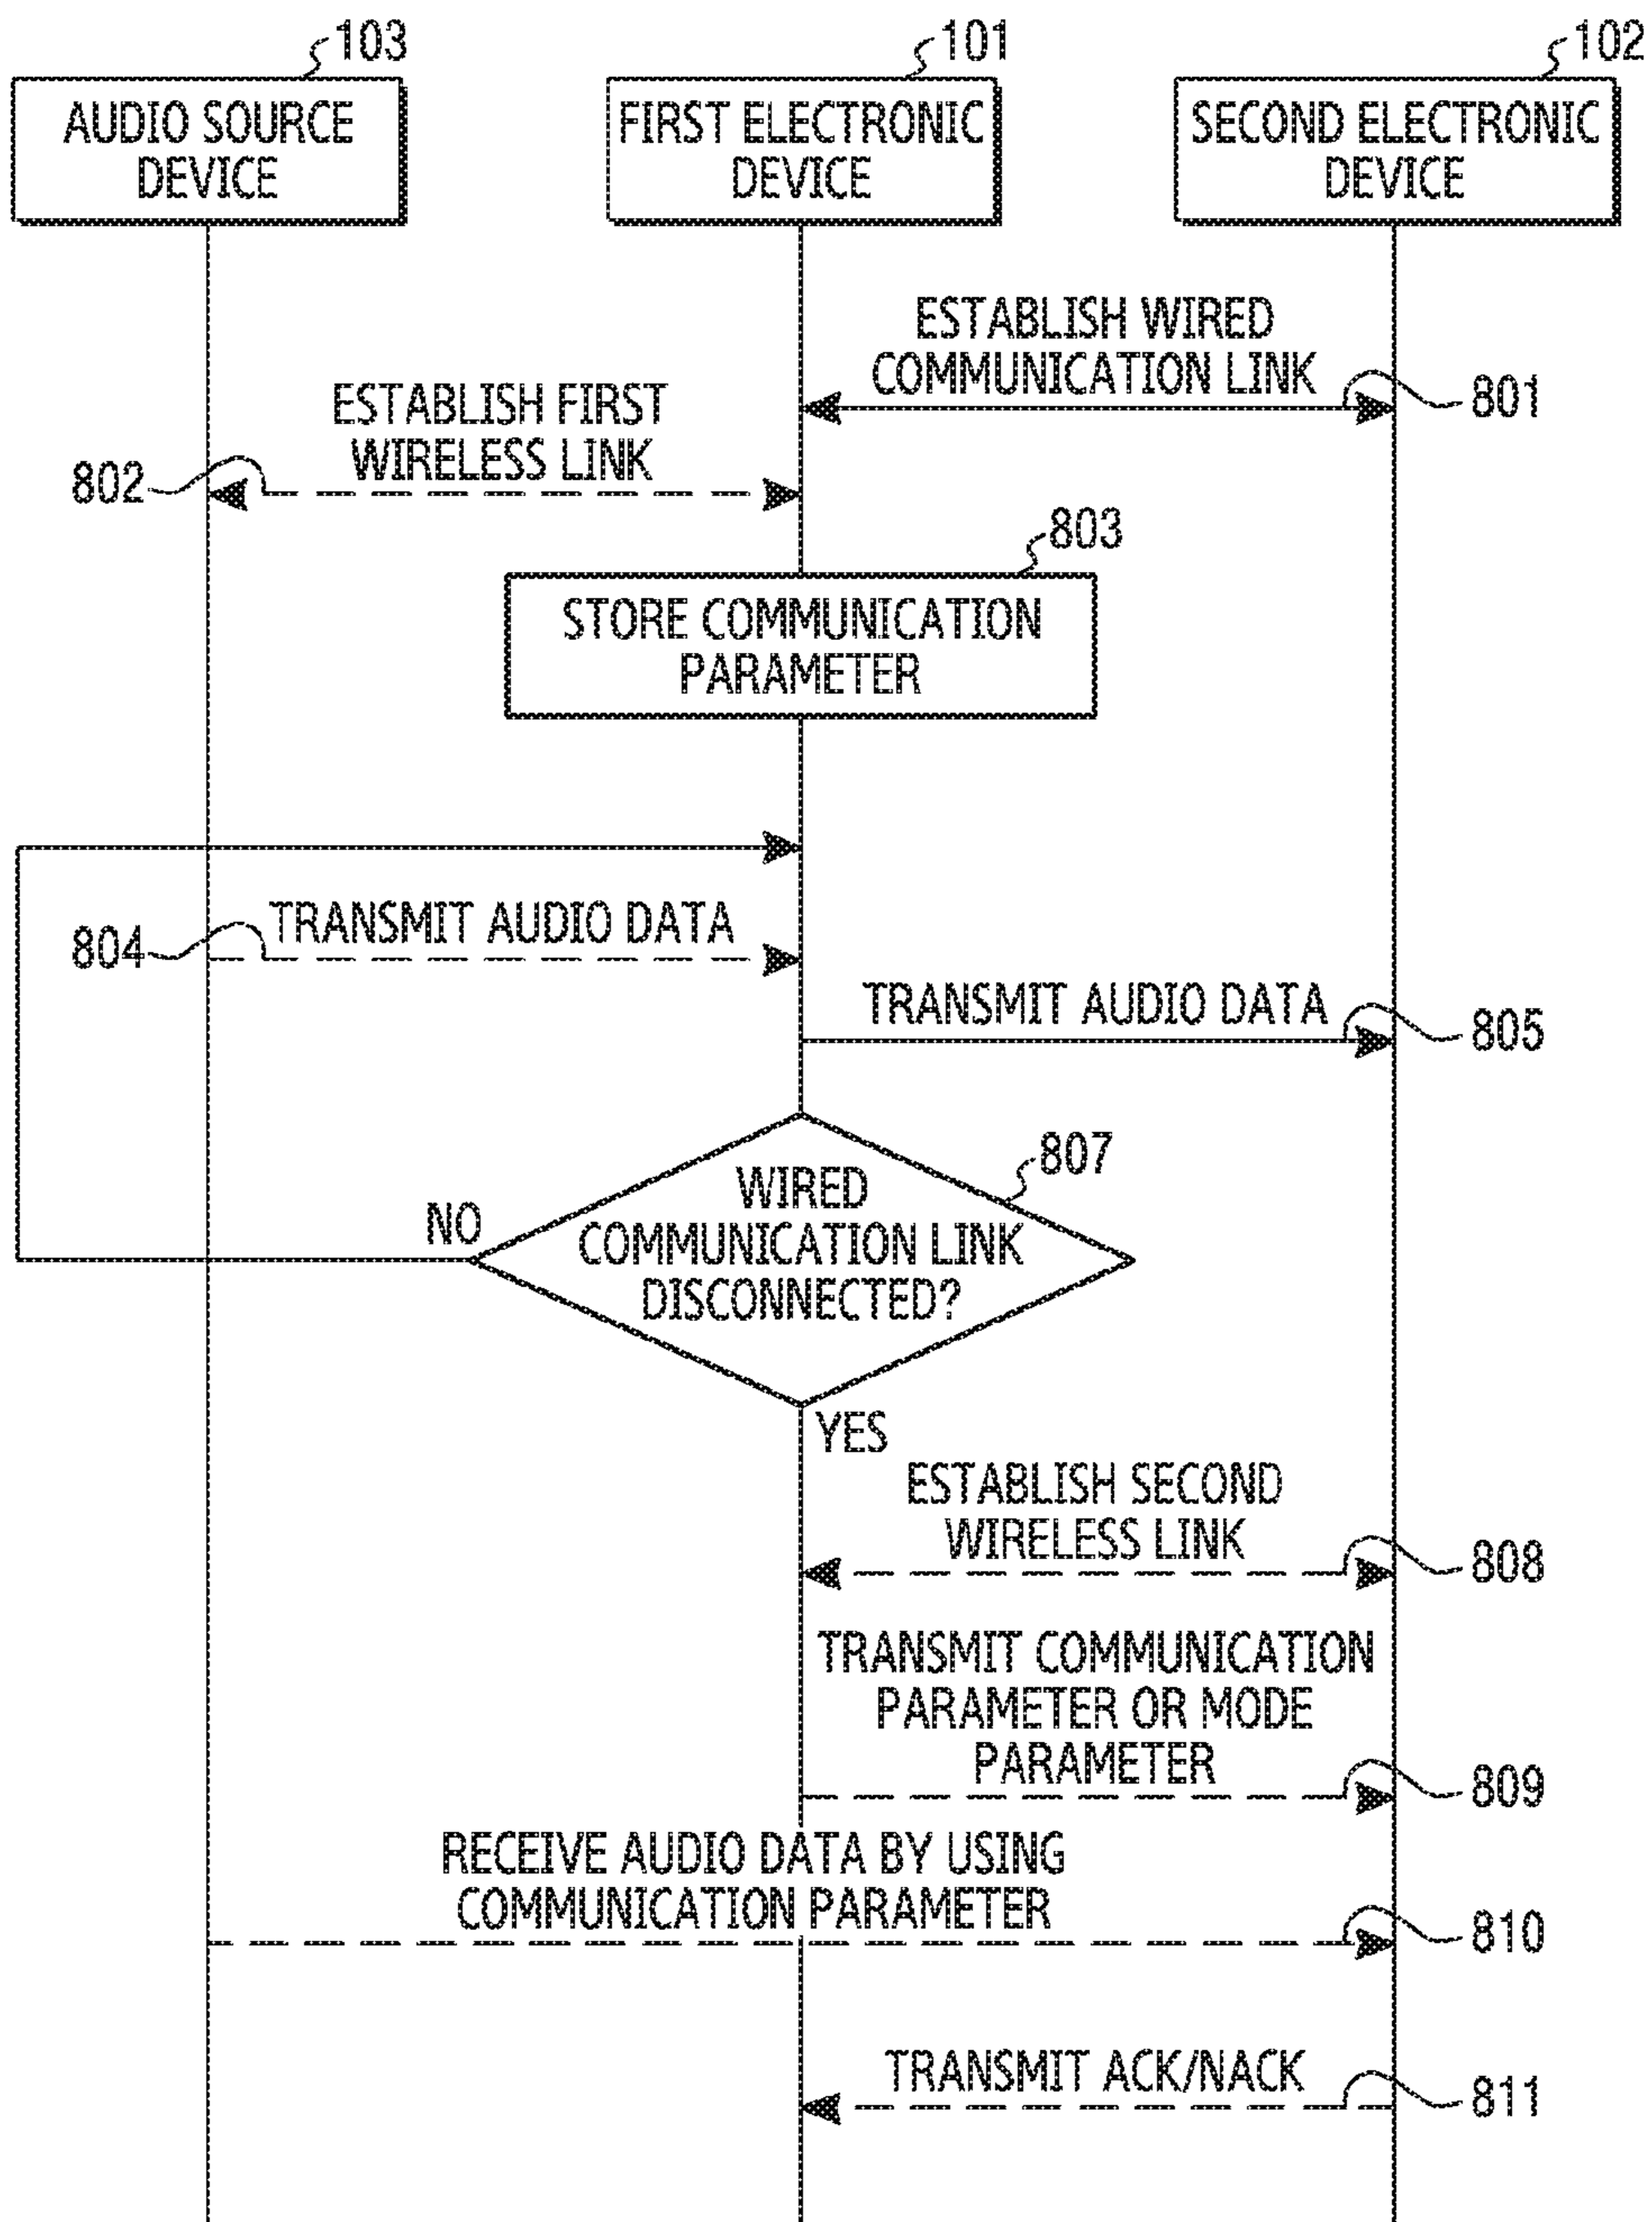 103
101
102
AUDIO SOURCE
DEVICE
FIRST ELECTRONIC
DEVICE
SECOND ELECTRONIC
DEVICE
ESTABLISH WIRED
COMMUNICATION LINK
801
ESTABLISH FIRST
WIRELESS LINK
802
803
STORE COMMUNICATION
PARAMETER
TRANSMIT AUDIO DATA
804
TRANSMIT AUDIO DATA
805
807
WIRED
COMMUNICATION LINK
DISCONNECTED?
NO
YES
ESTABLISH SECOND
WIRELESS LINK
808
TRANSMIT COMMUNICATION
PARAMETER OR MODE
PARAMETER
809
RECEIVE AUDIO DATA BY USING
COMMUNICATION PARAMETER
810
TRANSMIT ACK/NACK
811